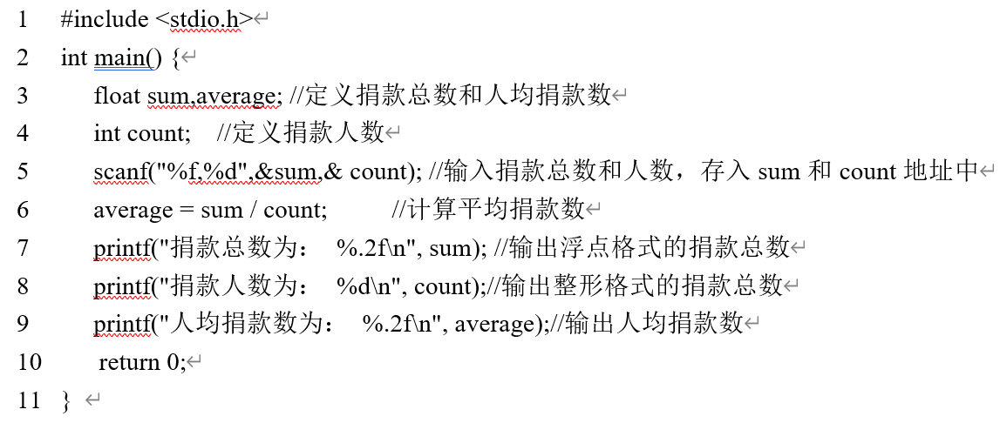 1 #include <stdio.h>↵
2 int main() {↵
3 float sum,average; //定义捐款总数和人均捐款数↵
4 int count; //定义捐款人数↵
5 scanf("%f,%d",&sum,& count); //输入捐款总数和人数，存入 sum 和 count 地址中↵
6 average = sum / count; //计算平均捐款数↵
7 printf("捐款总数为： %.2f\n", sum); //输出浮点格式的捐款总数↵
8 printf("捐款人数为： %d\n", count);//输出整形格式的捐款总数↵
9 printf("人均捐款数为： %.2f\n", average);//输出人均捐款数↵
10 return 0;↵
11 } ↵